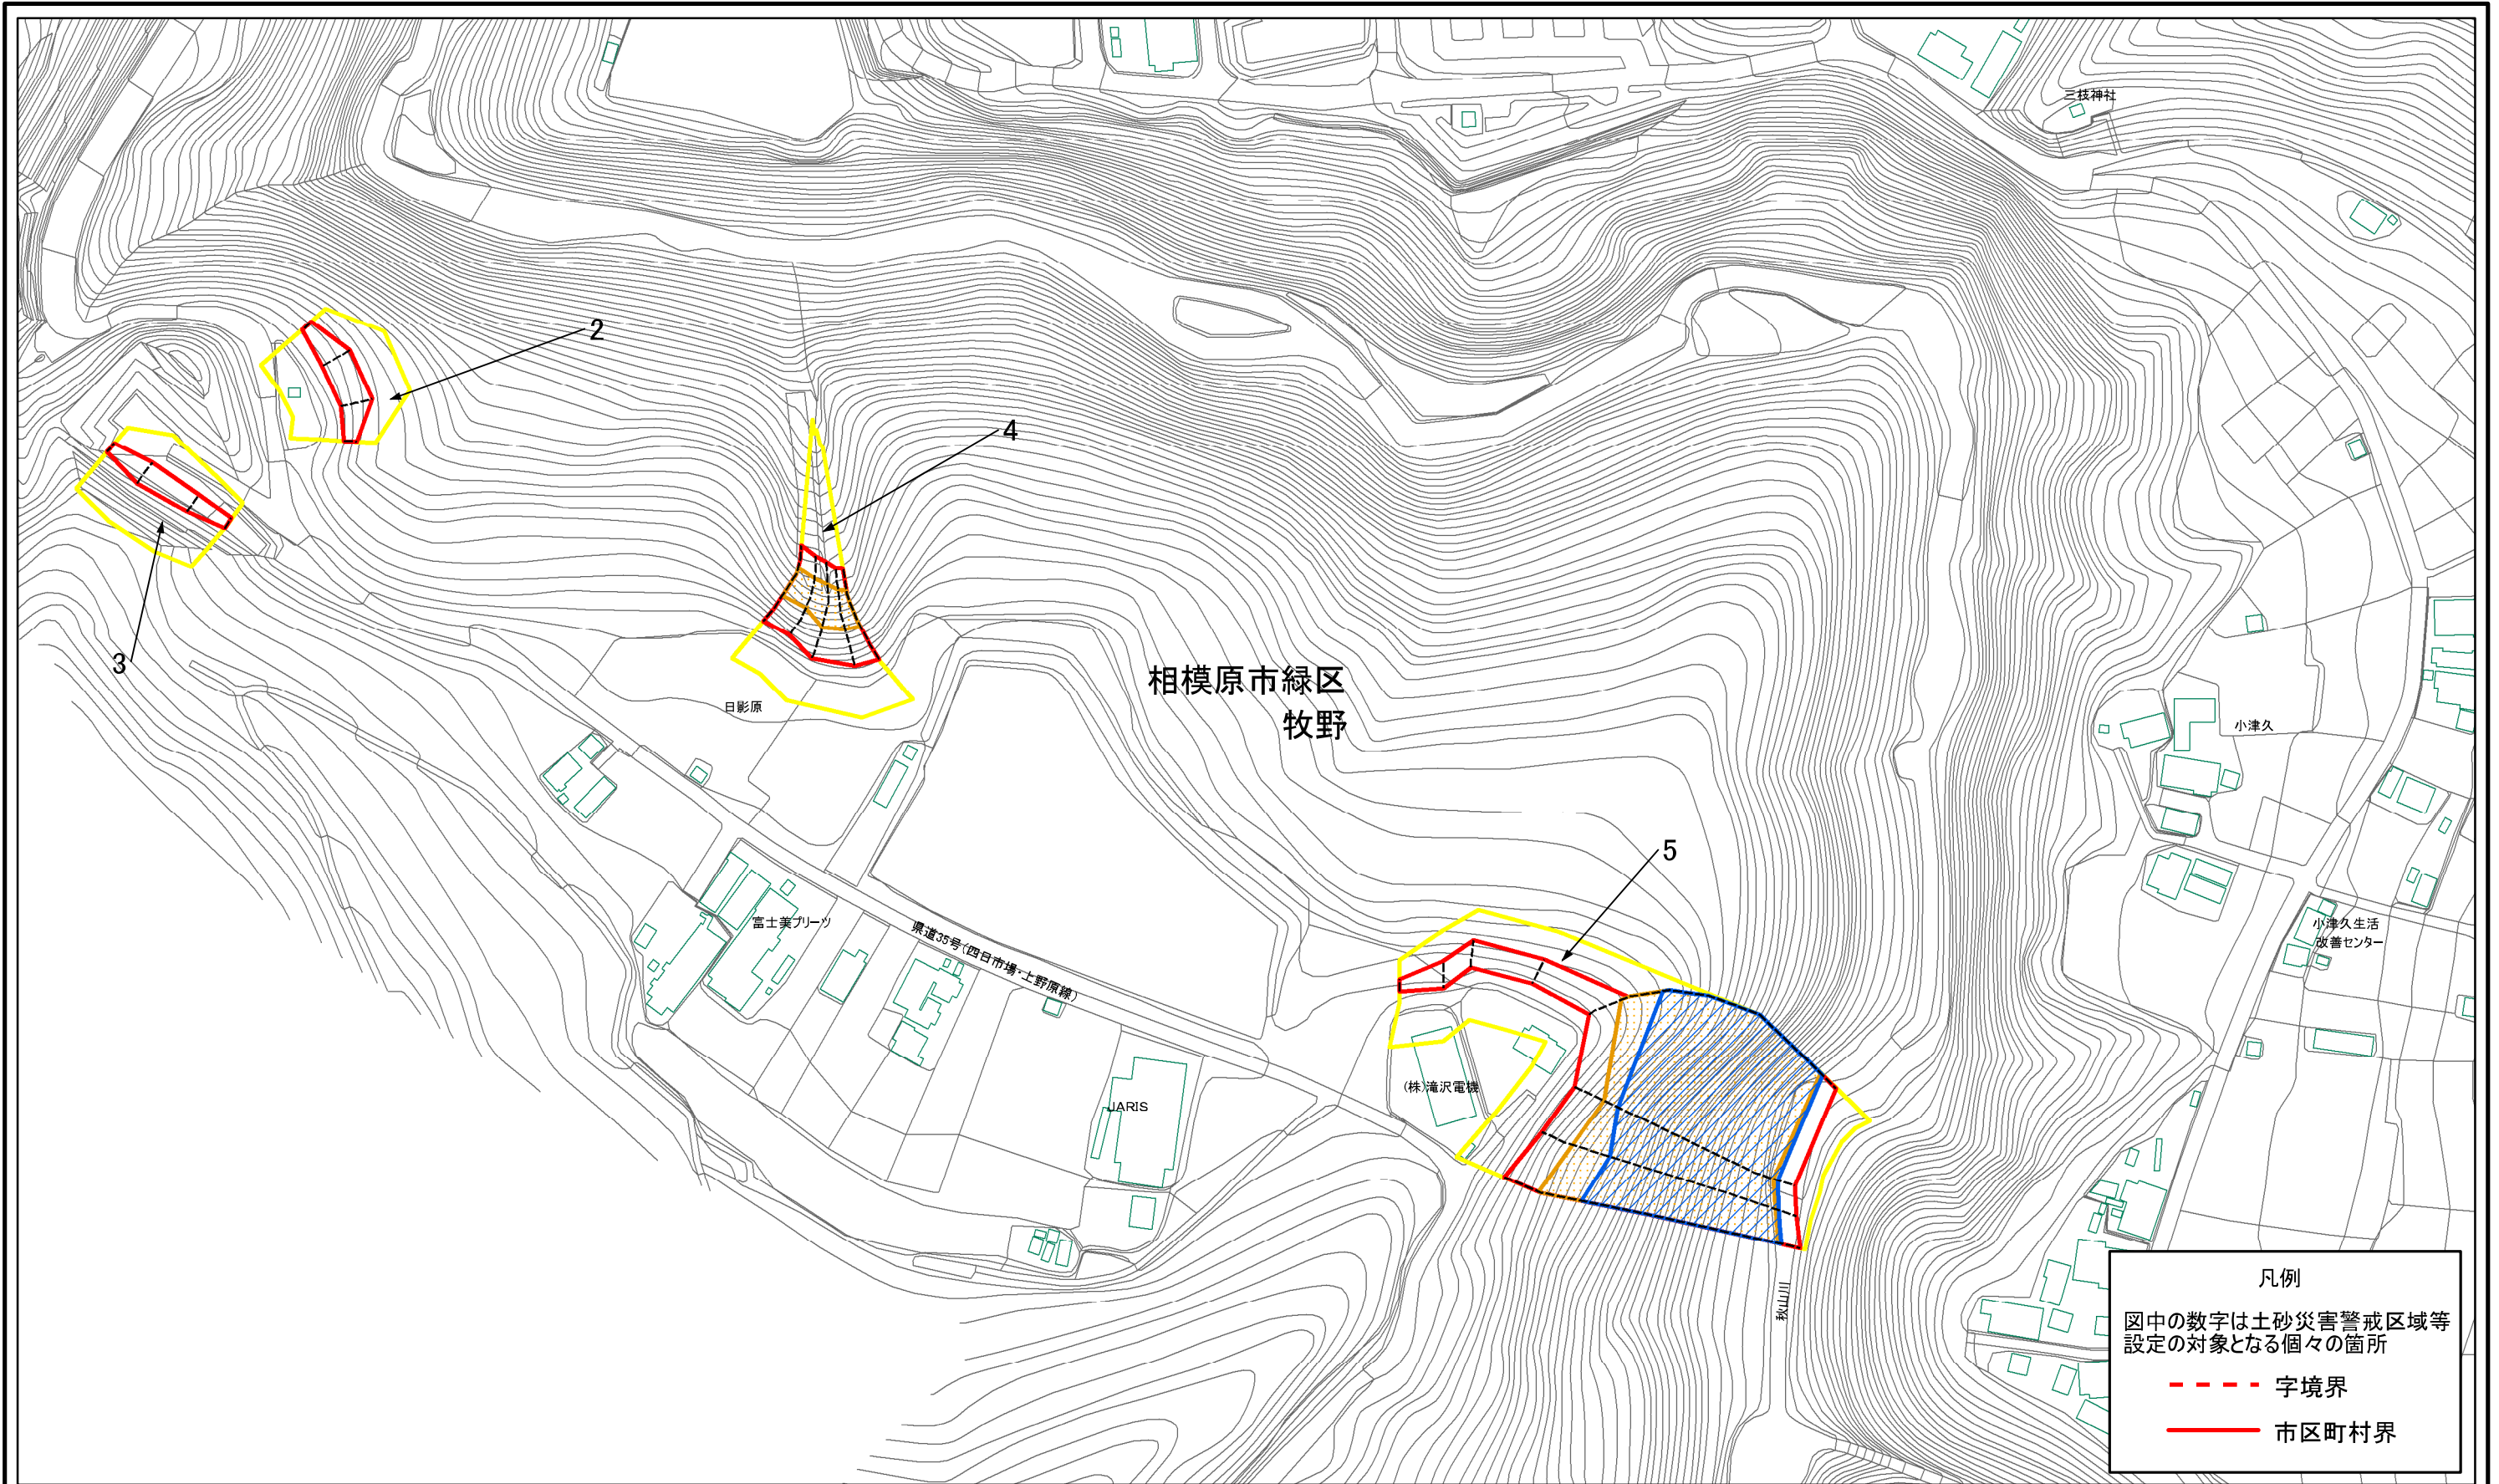 三枝神社
2
4
3
相模原市緑区
牧野
日影原
小津久
5
富士美プリーツ
県道35号(四日市場・上野原線)
小津久生活
改善センター
(株)滝沢電機
JARIS
秋山川
凡例
図中の数字は土砂災害警戒区域等
設定の対象となる個々の箇所
字境界
市区町村界